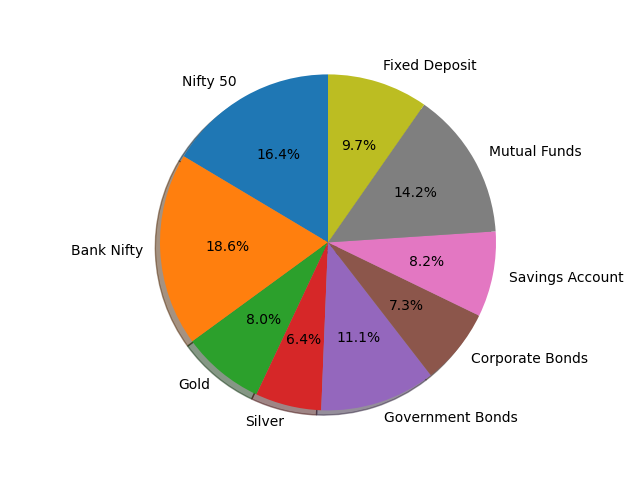 Fixed Deposit
Nifty 50
9.7%
16.4%
Mutual Funds
14.2%
Bank Nifty
18.6%
8.2%
Savings Account
7.3%
8.0%
6.4%
11.1%
Corporate Bonds
Gold
Silver
Government Bonds